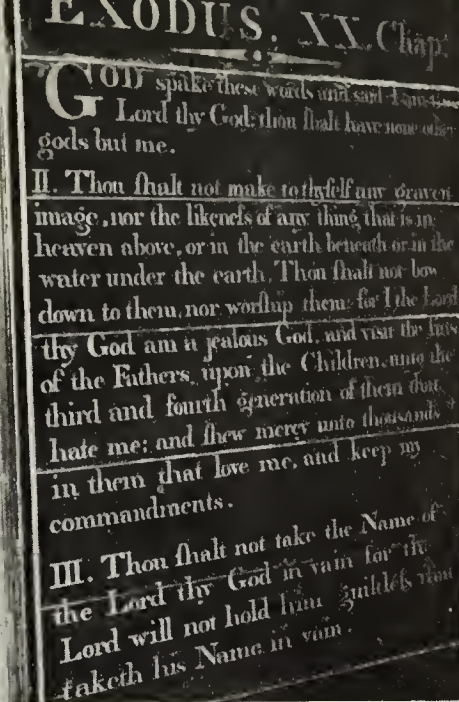 EXODUS. XX. Chap:
GOD spake these words and said I am the
Lord thy God: thou ſhalt have none other
gods but me.
II. Thou ſhalt not make to thyſelf any graven
image, nor the likeneſs of any thing that is in
heaven above, or in the earth beneath or in the
water under the earth, Thou ſhalt not bow
down to them, nor worſhip them: for I the Lord
thy God am a jealous God, and viſit the ſins
of the Fathers, upon the Children, unto the
third and fourth generation of them that
hate me: and ſhew mercy unto thouſands
in them that love me, and keep my
commandments.
III. Thou ſhalt not take the Name of
the Lord thy God in vain for the
Lord will not hold him guiltleſs that
taketh his Name in vain.